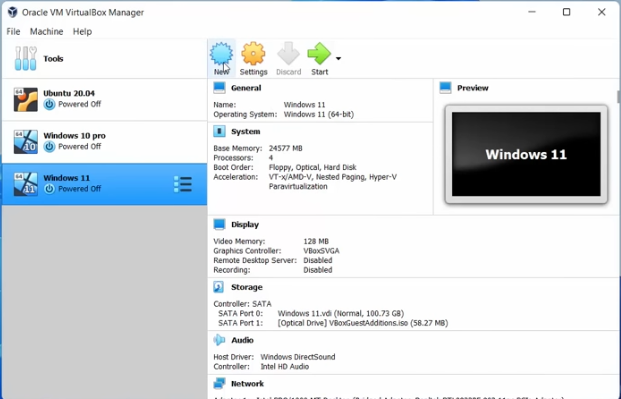 Oracle VM VirtualBox Manager
File Machine Help
Tools
New Settings Discard Start
64 Ubuntu 20.04
Powered Off
64 10 Windows 10 pro
Powered Off
64 11 Windows 11
Powered Off
General
Name: Windows 11
Operating System: Windows 11 (64-bit)
System
Base Memory: 24577 MB
Processors: 4
Boot Order: Floppy, Optical, Hard Disk
Acceleration: VT-x/AMD-V, Nested Paging, Hyper-V
Paravirtualization
Preview
Windows 11
Display
Video Memory: 128 MB
Graphics Controller: VBoxSVGA
Remote Desktop Server: Disabled
Recording: Disabled
Storage
Controller: SATA
SATA Port 0: Windows 11.vdi (Normal, 100.73 GB)
SATA Port 1: [Optical Drive] VBoxGuestAdditions.iso (58.27 MB)
Audio
Host Driver: Windows DirectSound
Controller: Intel HD Audio
Network